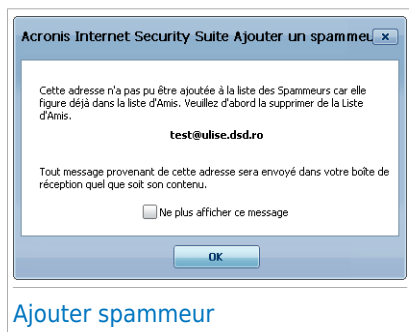 Acronis Internet Security Suite Ajouter un spammeu
Cette adresse n'a pas pu être ajoutée à la liste des Spammeurs car elle
figure déjà dans la liste d'Amis. Veuillez d'abord la supprimer de la Liste
d'Amis.
test@ulise.dsd.ro
Tout message provenant de cette adresse sera envoyé dans votre boîte de
réception quel que soit son contenu.
Ne plus afficher ce message
OK
Ajouter spammeur